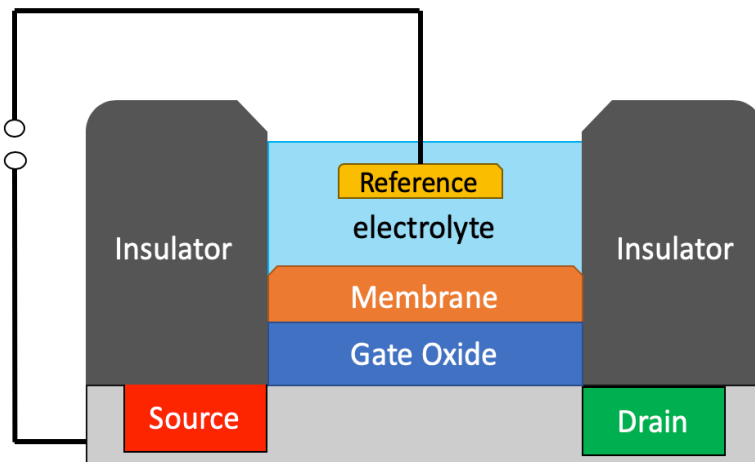 Reference
electrolyte
Insulator
Insulator
Membrane
Gate Oxide
Source
Drain